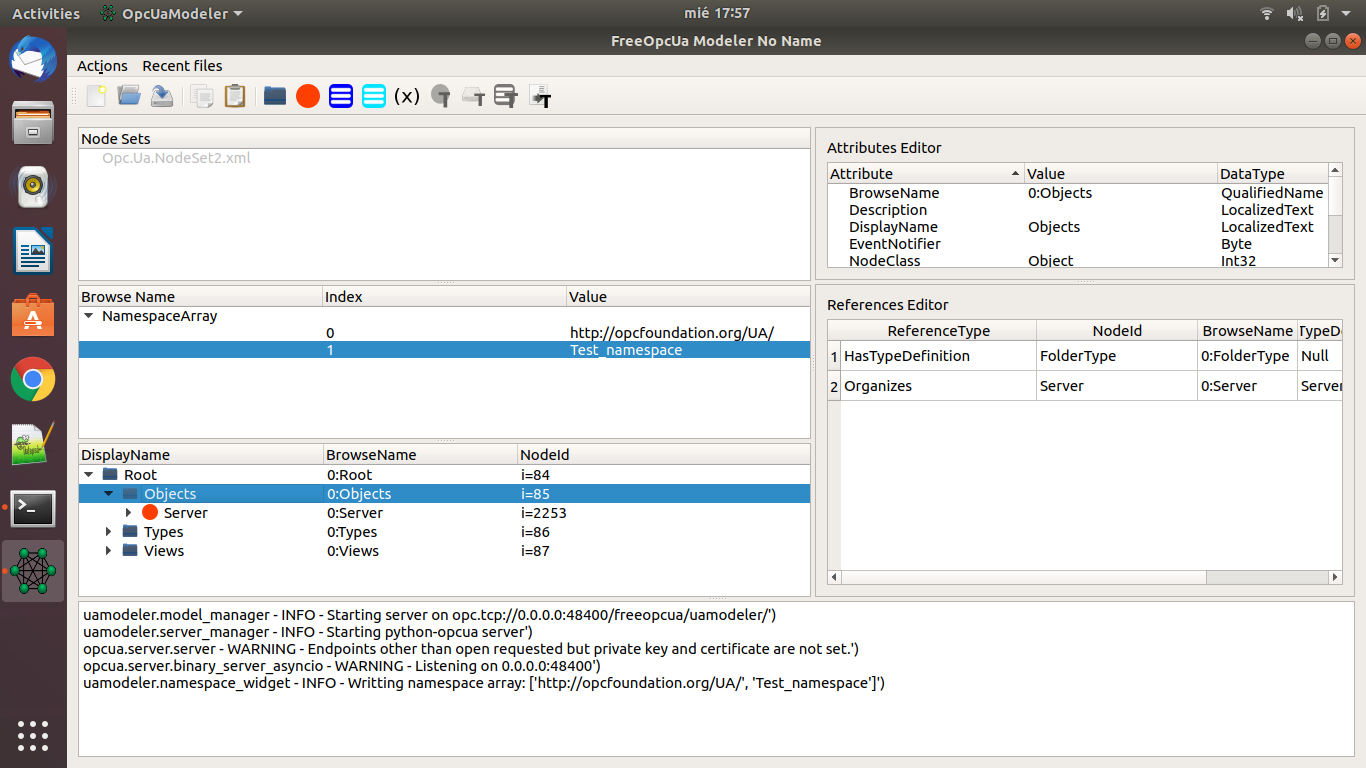 Activities OpcUaModeler mié 17:57
FreeOpcUa Modeler No Name
Actions Recent files
(x) T T T T
Node Sets
Opc.Ua.NodeSet2.xml
Browse Name Index Value
NamespaceArray
0 http://opcfoundation.org/UA/
1 Test_namespace
DisplayName BrowseName NodeId
Root 0:Root i=84
Objects 0:Objects i=85
Server 0:Server i=2253
Types 0:Types i=86
Views 0:Views i=87
Attributes Editor
Attribute Value DataType
BrowseName 0:Objects QualifiedName
Description LocalizedText
DisplayName Objects LocalizedText
EventNotifier Byte
NodeClass Object Int32
References Editor
ReferenceType NodeId BrowseName TypeDe
1 HasTypeDefinition FolderType 0:FolderType Null
2 Organizes Server 0:Server Server
uamodeler.model_manager - INFO - Starting server on opc.tcp://0.0.0.0:48400/freeopcua/uamodeler/')
uamodeler.server_manager - INFO - Starting python-opcua server')
opcua.server.server - WARNING - Endpoints other than open requested but private key and certificate are not set.')
opcua.server.binary_server_asyncio - WARNING - Listening on 0.0.0.0:48400')
uamodeler.namespace_widget - INFO - Writting namespace array: ['http://opcfoundation.org/UA/', 'Test_namespace']')